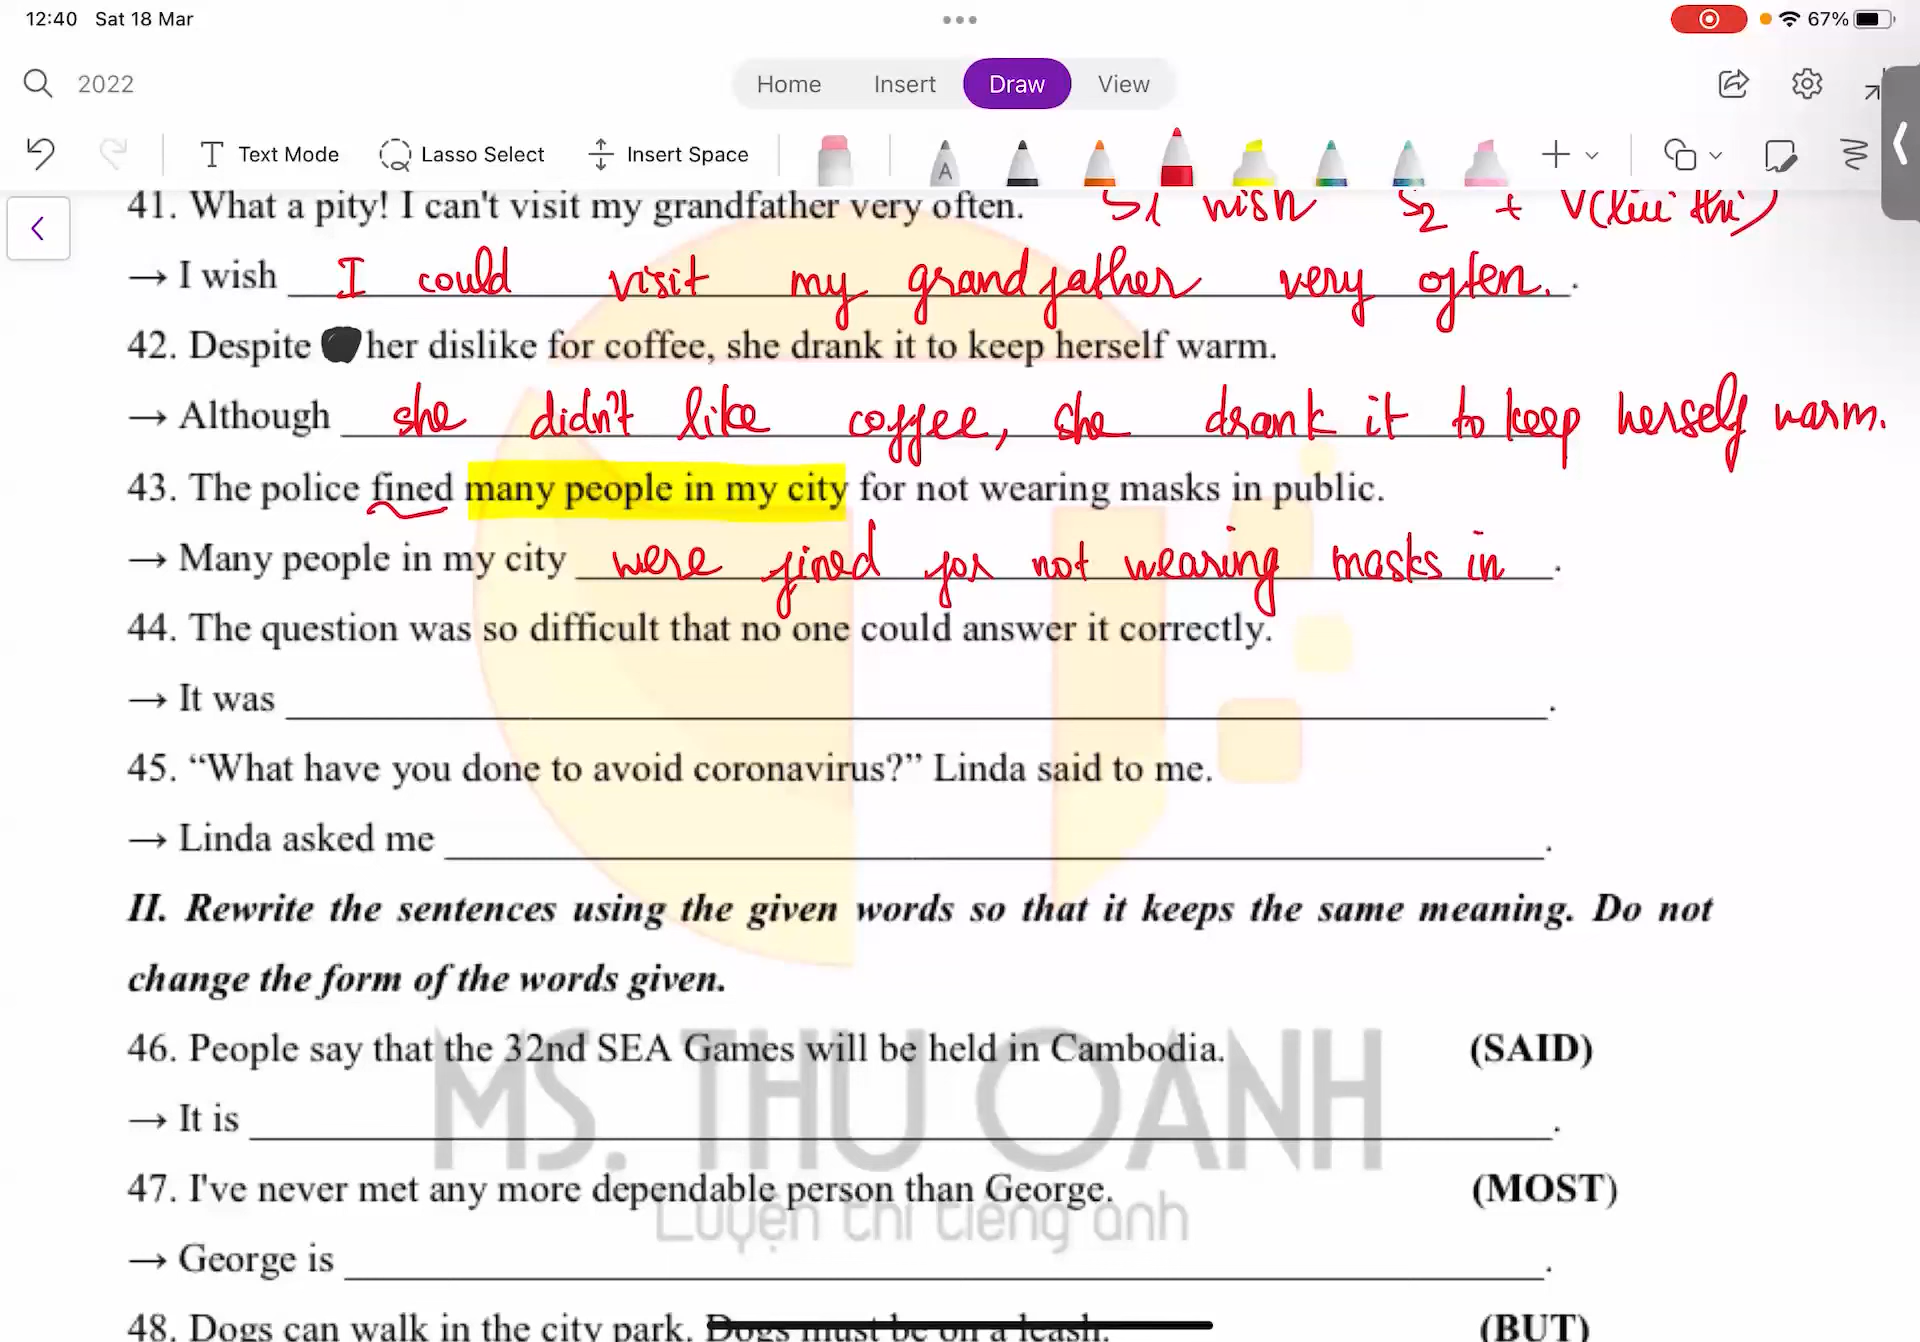 12:40 Sat 18 Mar 67%
2022 Home Insert Draw View
Text Mode Lasso Select Insert Space A
41. What a pity! I can't visit my grandfather very often. S1 wish S2 + V(lùi thì)
→ I wish I could visit my grandfather very often.
42. Despite her dislike for coffee, she drank it to keep herself warm.
→ Although she didn't like coffee, she drank it to keep herself warm.
43. The police fined many people in my city for not wearing masks in public.
→ Many people in my city were fined for not wearing masks in
44. The question was so difficult that no one could answer it correctly.
→ It was
45. “What have you done to avoid coronavirus?” Linda said to me.
→ Linda asked me
II. Rewrite the sentences using the given words so that it keeps the same meaning. Do not
change the form of the words given.
46. People say that the 32nd SEA Games will be held in Cambodia. (SAID)
MS. THU OANH
→ It is
47. I've never met any more dependable person than George. (MOST)
Luyện thi tiếng anh
→ George is
48. Dogs can walk in the city park. Dogs must be on a leash. (BUT)